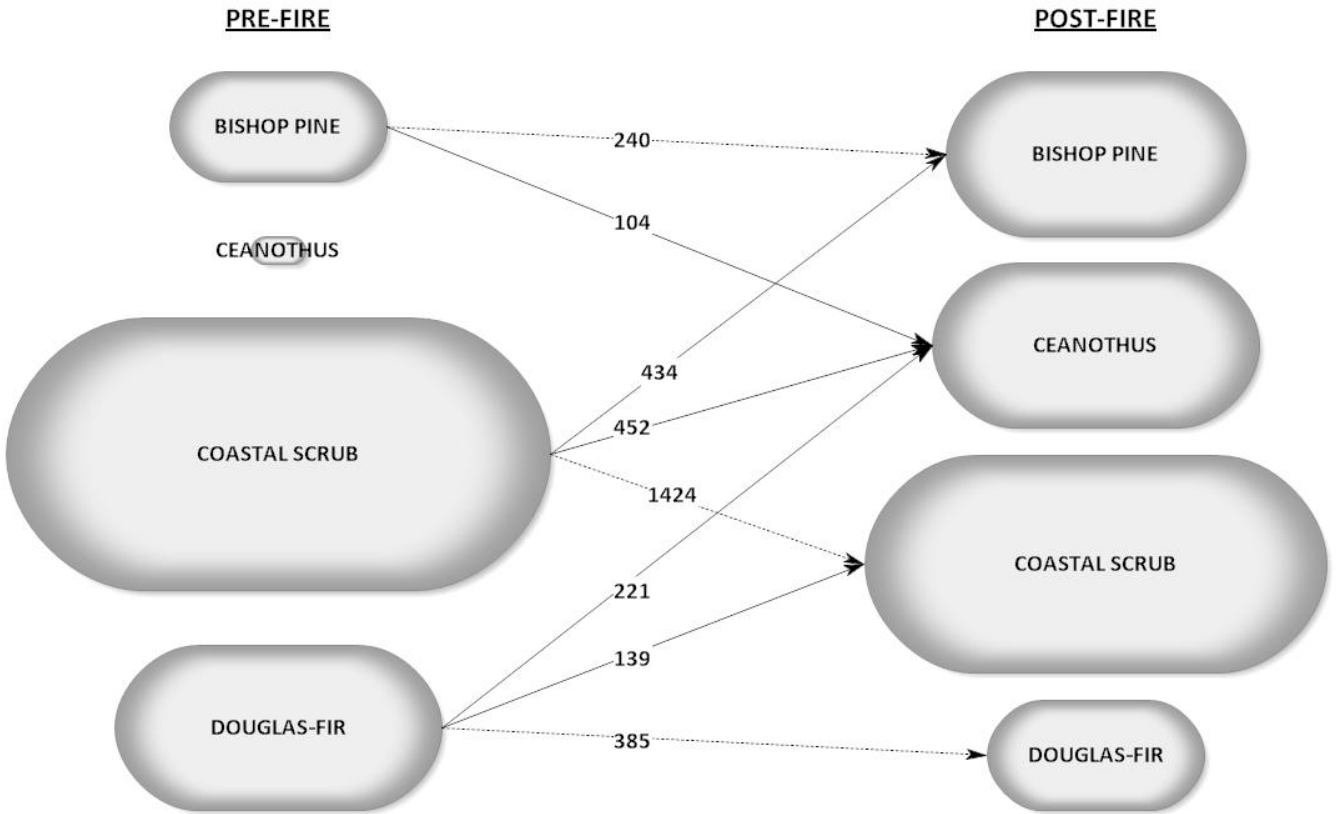 PRE-FIRE
POST-FIRE
BISHOP PINE
CEANOTHUS
COASTAL SCRUB
DOUGLAS-FIR
240
104
434
452
1424
221
139
385
BISHOP PINE
CEANOTHUS
COASTAL SCRUB
DOUGLAS-FIR